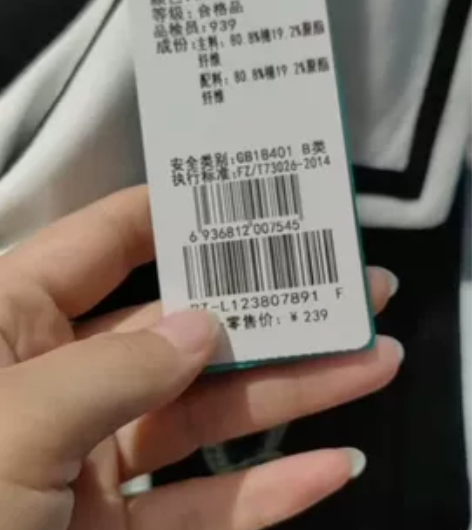 等级:合格品
品检员:939
成份:主料: 80.8%棉19.2%聚酯
纤维
配料: 80.8%棉19.2%聚酯
纤维
安全类别:GB18401 B类
执行标准:FZ/T73026-2014
6 936812 007545
-L123807891 F
零售价: ¥ 239